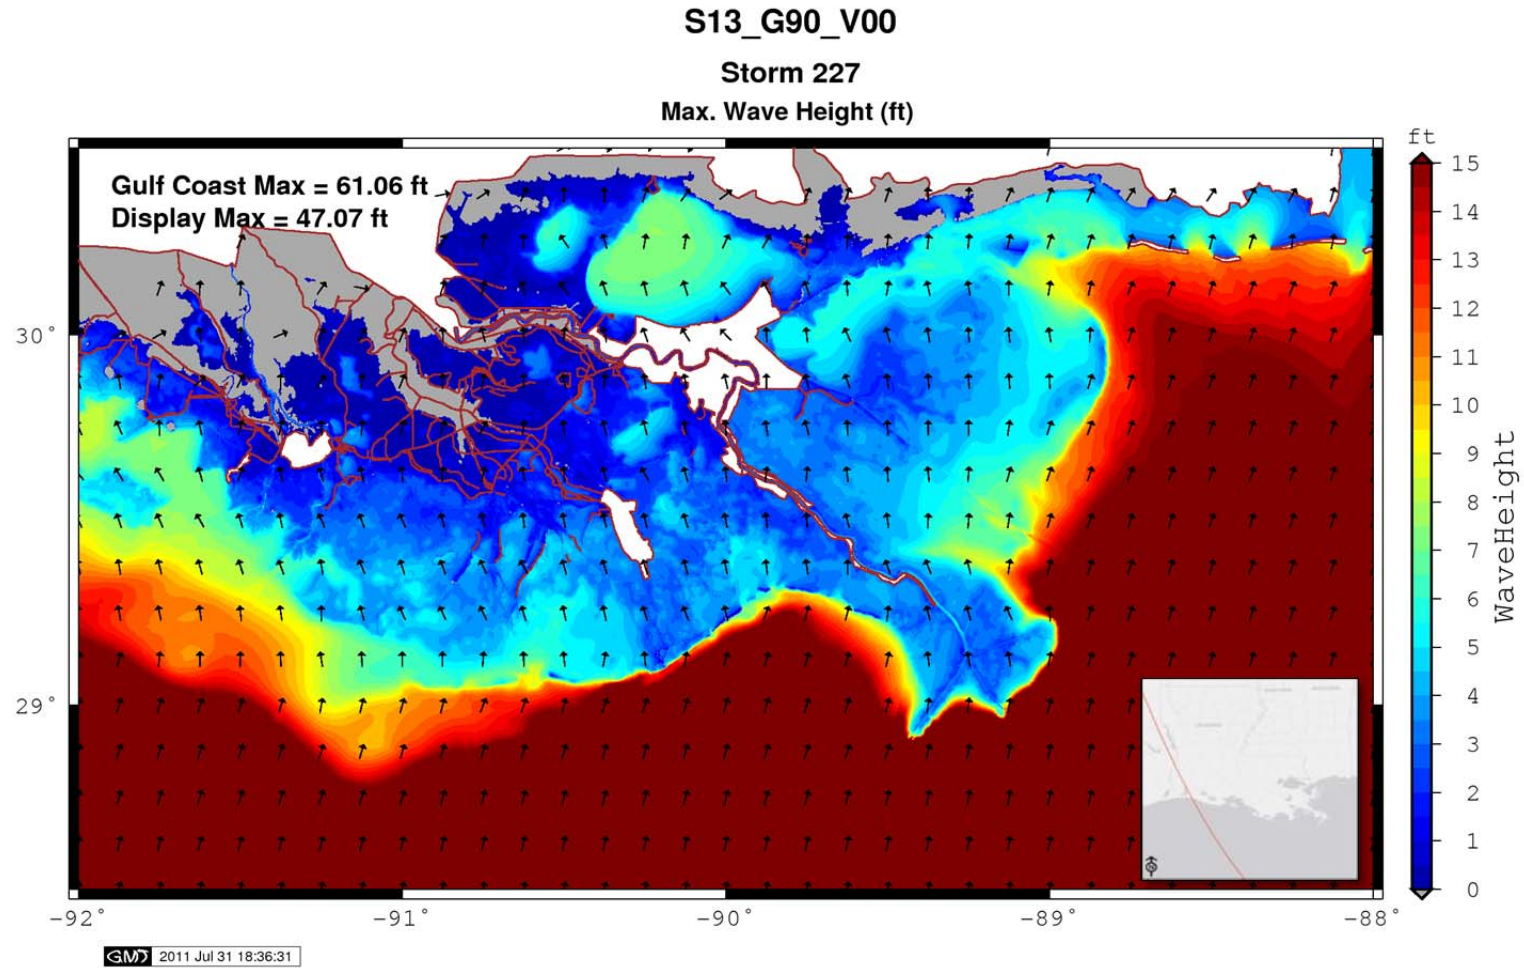 S13_G90_V00
Storm 227
Max. Wave Height (ft)
Gulf Coast Max = 61.06 ft
Display Max = 47.07 ft
ft
15
14
13
12
11
10
9
8
7
6
5
4
3
2
1
0
WaveHeight
30°
29°
-92°
-91°
-90°
-89°
-88°
GMT 2011 Jul 31 18:36:31